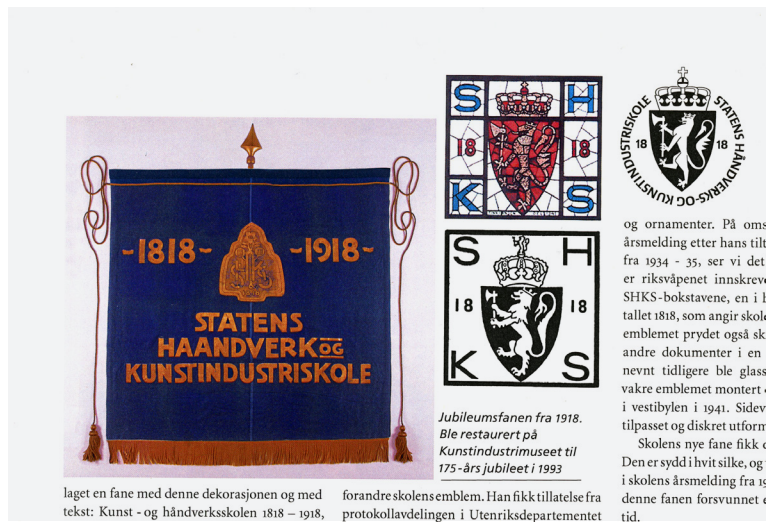 -1818- -1918-
STATENS
HAANDVERK OG
KUNSTINDUSTRISKOLE
S H
18 18
K S
S H
18 18
K S
STATENS HÅNDVERKS-OG KUNSTINDUSTRISKOLE
18 18
Jubileumsfanen fra 1918.
Ble restaurert på
Kunstindustrimuseet til
175-års jubileet i 1993
laget en fane med denne dekorasjonen og med
tekst: Kunst - og håndverksskolen 1818 – 1918,
forandre skolens emblem. Han fikk tillatelse fra
protokollavdelingen i Utenriksdepartementet
og ornamenter. På oms
årsmelding etter hans tilt
fra 1934 - 35, ser vi det
er riksvåpenet innskreve
SHKS-bokstavene, en i h
tallet 1818, som angir skole
emblemet prydet også sk
andre dokumenter i en
nevnt tidligere ble glass
vakre emblemet montert
i vestibylen i 1941. Sidev
tilpasset og diskret utform
Skolens nye fane fikk
Den er sydd i hvit silke, og
i skolens årsmelding fra 19
denne fanen forsvunnet
tid.